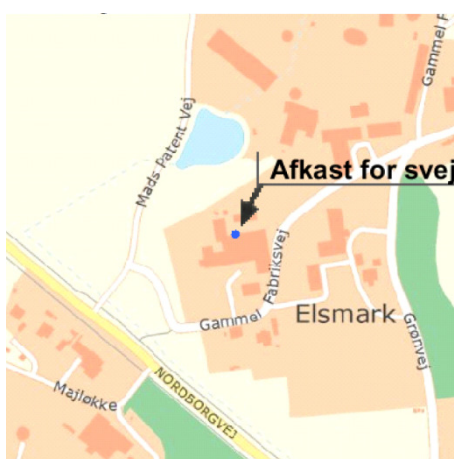 Gammel F
Mads Patent Vej
Afkast for svej
Gammel Fabriksvej
Elsmark
Grønvej
NORDBORGVEJ
Majløkke